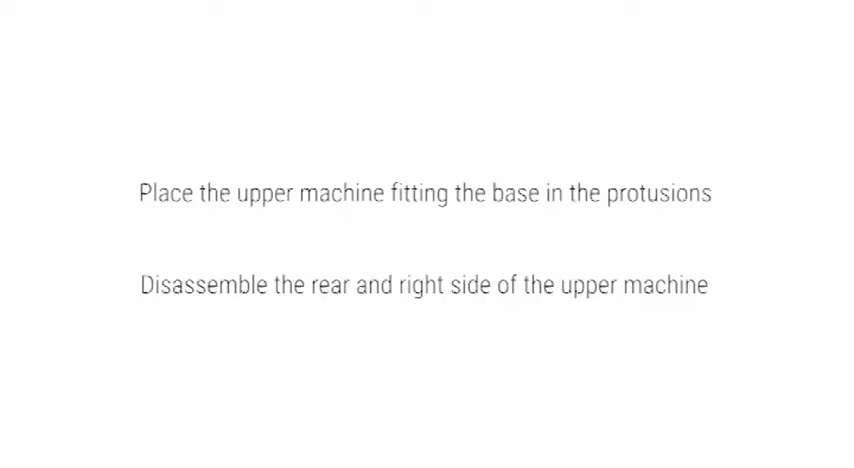 Place the upper machine fitting the base in the protusions
Disassemble the rear and right side of the upper machine